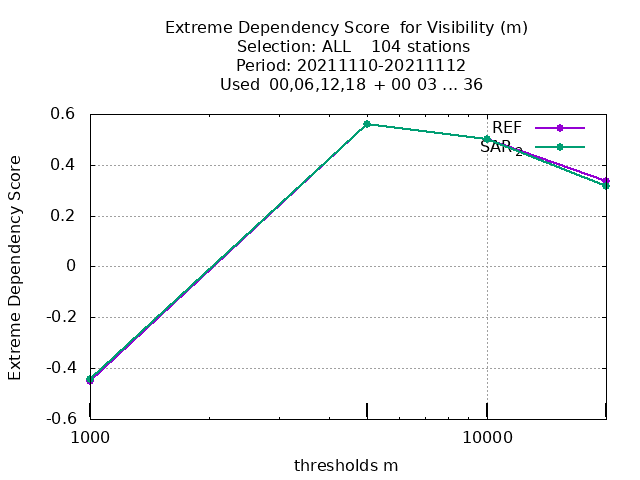 Extreme Dependency Score  for Visibility (m)
Selection: ALL    104 stations
Period: 20211110-20211112
Used  00,06,12,18  + 00 03 ... 36
Extreme Dependency Score
0.6
0.4
0.2
0
-0.2
-0.4
-0.6
REF
SAR_2
1000
10000
thresholds m